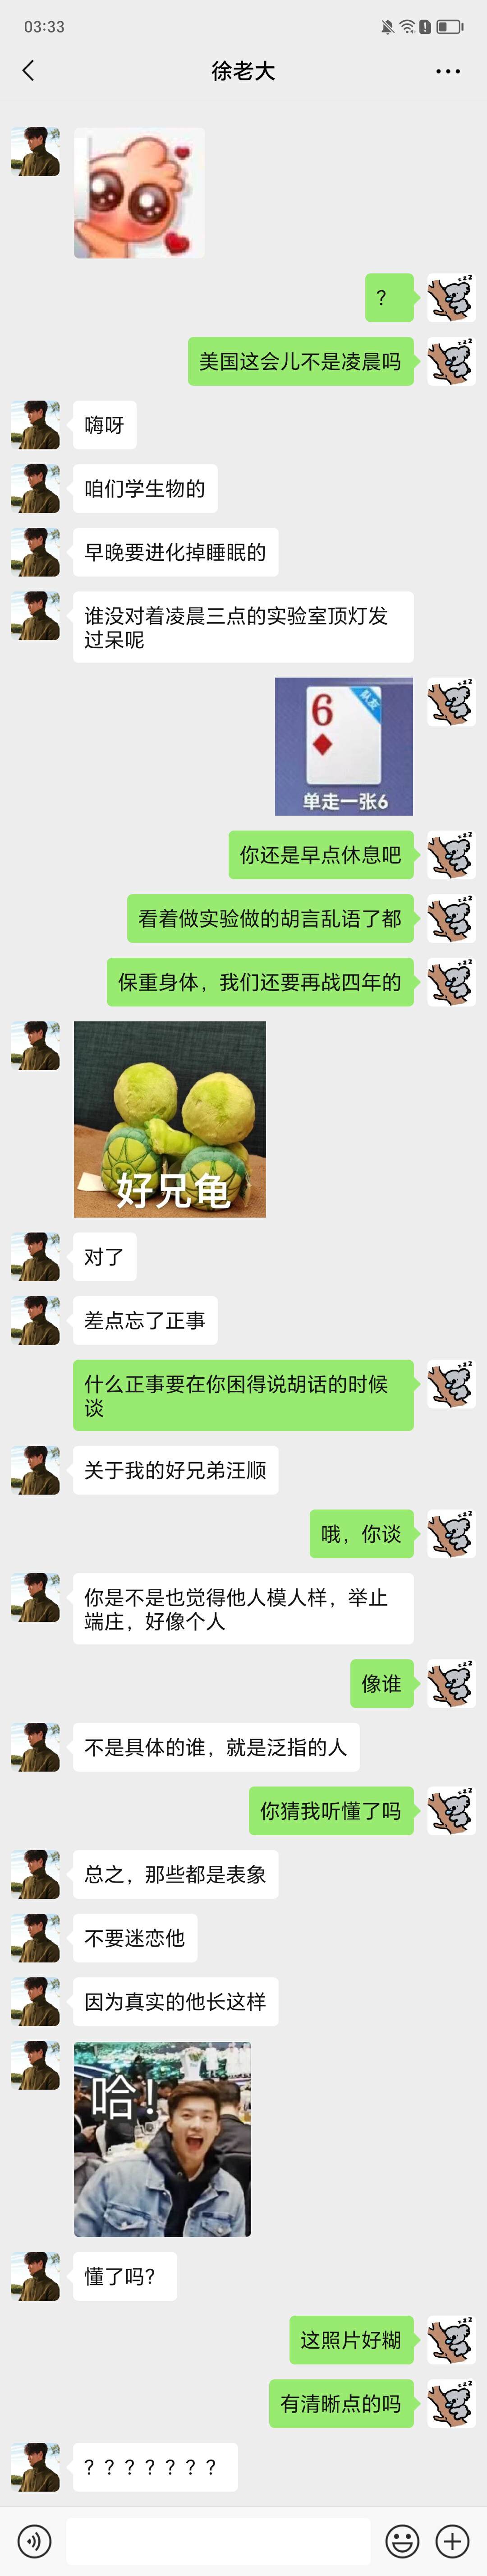 03:33
徐老大
?
美国这会儿不是凌晨吗
嗨呀
咱们学生物的
早晚要进化掉睡眠的
谁没对着凌晨三点的实验室顶灯发
过呆呢
6
队友
单走一张6
你还是早点休息吧
看着做实验做的胡言乱语了都
保重身体，我们还要再战四年的
好兄龟
对了
差点忘了正事
什么正事要在你困得说胡话的时候
谈
关于我的好兄弟汪顺
哦，你谈
你是不是也觉得他人模人样，举止
端庄，好像个人
像谁
不是具体的谁，就是泛指的人
你猜我听懂了吗
总之，那些都是表象
不要迷恋他
因为真实的他长这样
哈！
懂了吗？
这照片好糊
有清晰点的吗
？？？？？？？